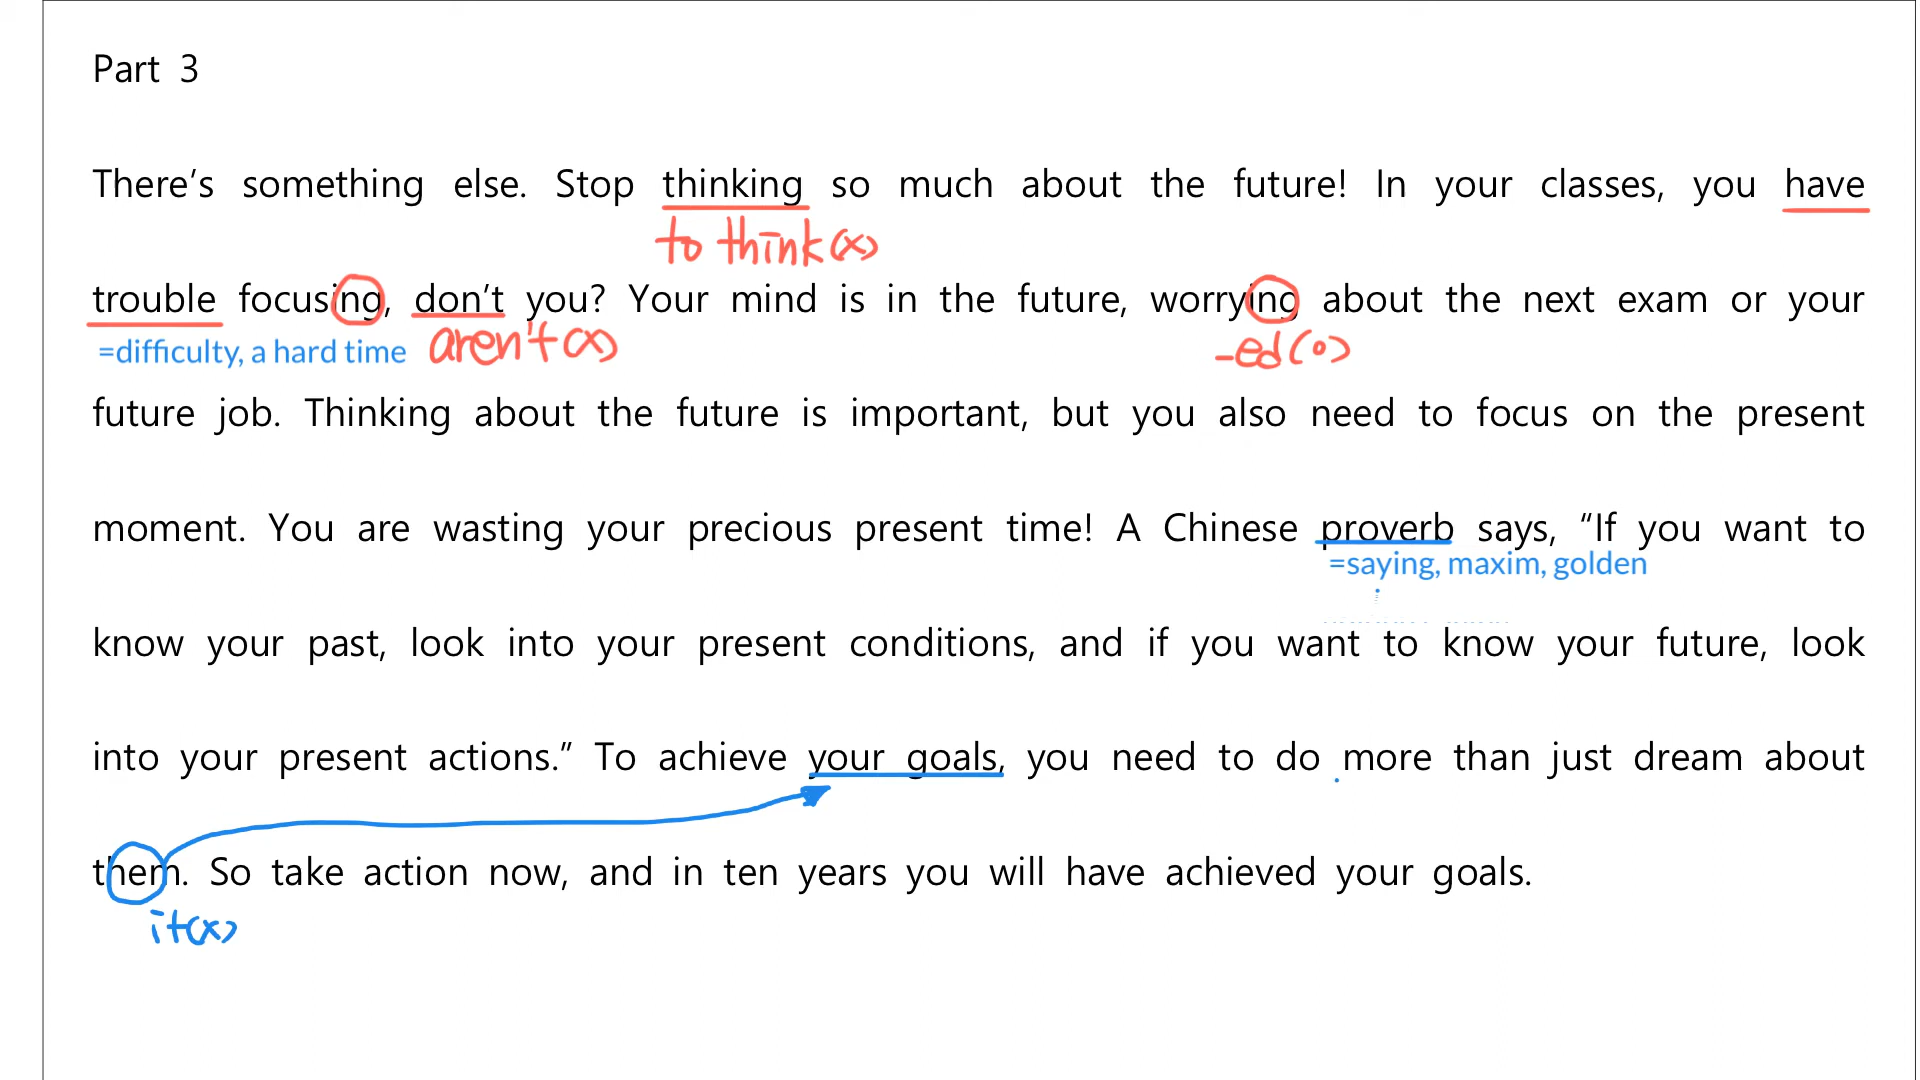 Part 3
There’s something else. Stop thinking so much about the future! In your classes, you have
to think(x)
trouble focusing, don’t you? Your mind is in the future, worrying about the next exam or your
=difficulty, a hard time aren't(x) -ed(o)
future job. Thinking about the future is important, but you also need to focus on the present
moment. You are wasting your precious present time! A Chinese proverb says, “If you want to
=saying, maxim, golden
know your past, look into your present conditions, and if you want to know your future, look
into your present actions.” To achieve your goals, you need to do more than just dream about
them. So take action now, and in ten years you will have achieved your goals.
it(x)